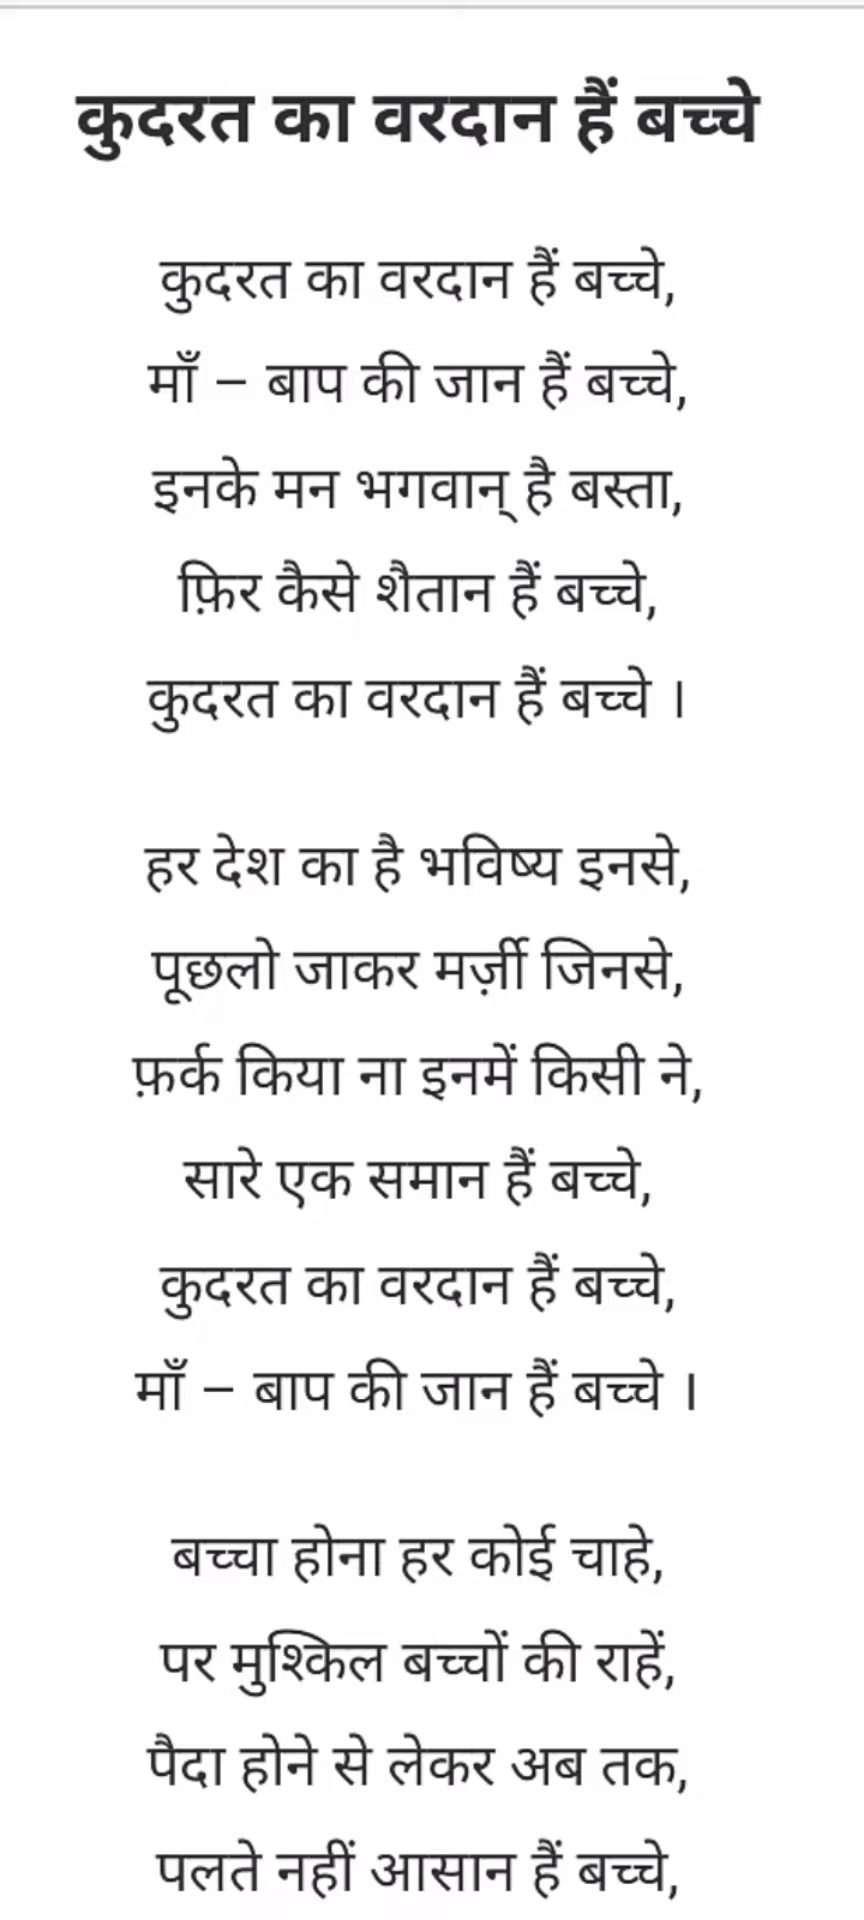 कुदरत का वरदान हैं बच्चे
कुदरत का वरदान हैं बच्चे,
माँ – बाप की जान हैं बच्चे,
इनके मन भगवान् है बस्ता,
फ़िर कैसे शैतान हैं बच्चे,
कुदरत का वरदान हैं बच्चे ।
हर देश का है भविष्य इनसे,
पूछलो जाकर मर्ज़ी जिनसे,
फ़र्क किया ना इनमें किसी ने,
सारे एक समान हैं बच्चे,
कुदरत का वरदान हैं बच्चे,
माँ – बाप की जान हैं बच्चे ।
बच्चा होना हर कोई चाहे,
पर मुश्किल बच्चों की राहें,
पैदा होने से लेकर अब तक,
पलते नहीं आसान हैं बच्चे,